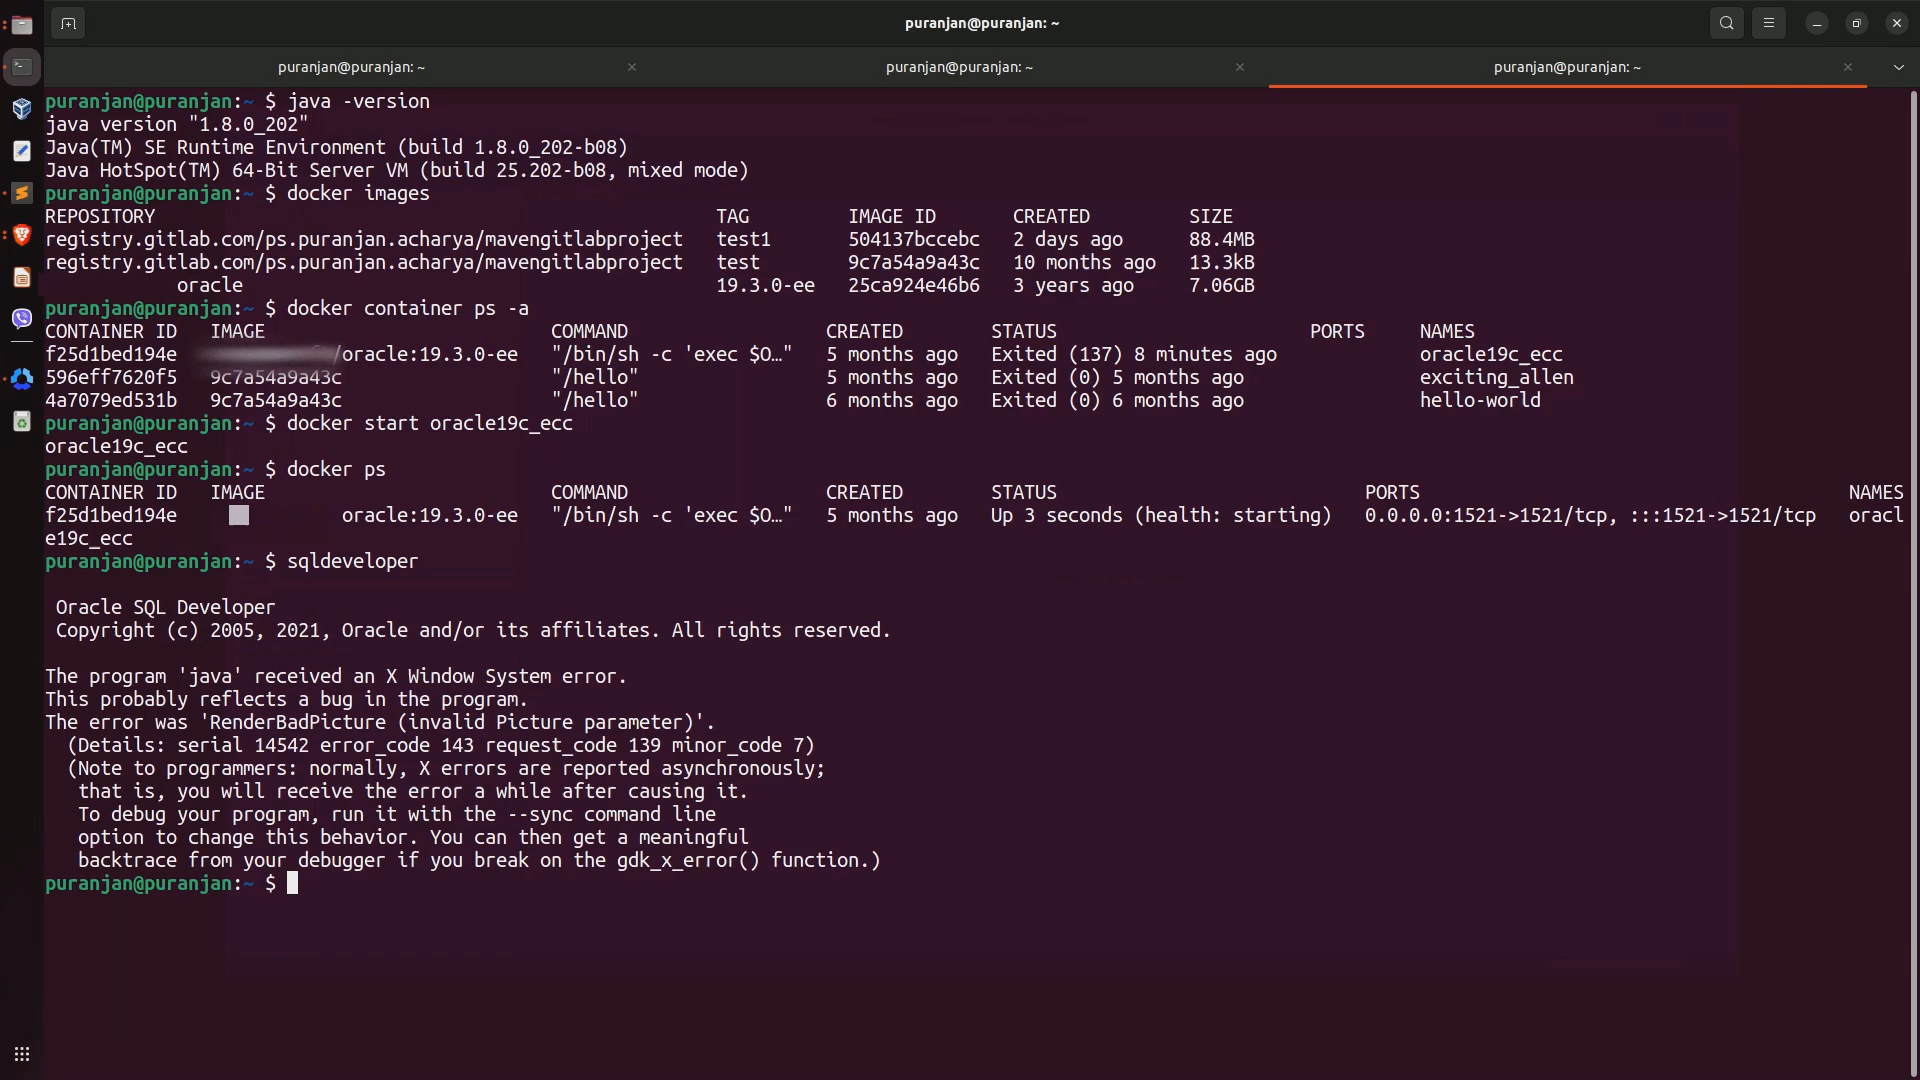 puranjan@puranjan: ~
puranjan@puranjan: ~ puranjan@puranjan: ~ puranjan@puranjan: ~
puranjan@puranjan:~ $ java -version
java version "1.8.0_202"
Java(TM) SE Runtime Environment (build 1.8.0_202-b08)
Java HotSpot(TM) 64-Bit Server VM (build 25.202-b08, mixed mode)
puranjan@puranjan:~ $ docker images
REPOSITORY TAG IMAGE ID CREATED SIZE
registry.gitlab.com/ps.puranjan.acharya/mavengitlabproject test1 504137bccebc 2 days ago 88.4MB
registry.gitlab.com/ps.puranjan.acharya/mavengitlabproject test 9c7a54a9a43c 10 months ago 13.3kB
oracle 19.3.0-ee 25ca924e46b6 3 years ago 7.06GB
puranjan@puranjan:~ $ docker container ps -a
CONTAINER ID IMAGE COMMAND CREATED STATUS PORTS NAMES
f25d1bed194e /oracle:19.3.0-ee "/bin/sh -c 'exec $O…" 5 months ago Exited (137) 8 minutes ago oracle19c_ecc
596eff7620f5 9c7a54a9a43c "/hello" 5 months ago Exited (0) 5 months ago exciting_allen
4a7079ed531b 9c7a54a9a43c "/hello" 6 months ago Exited (0) 6 months ago hello-world
puranjan@puranjan:~ $ docker start oracle19c_ecc
oracle19c_ecc
puranjan@puranjan:~ $ docker ps
CONTAINER ID IMAGE COMMAND CREATED STATUS PORTS NAMES
f25d1bed194e oracle:19.3.0-ee "/bin/sh -c 'exec $O…" 5 months ago Up 3 seconds (health: starting) 0.0.0.0:1521->1521/tcp, :::1521->1521/tcp oracl
e19c_ecc
puranjan@puranjan:~ $ sqldeveloper
Oracle SQL Developer
Copyright (c) 2005, 2021, Oracle and/or its affiliates. All rights reserved.
The program 'java' received an X Window System error.
This probably reflects a bug in the program.
The error was 'RenderBadPicture (invalid Picture parameter)'.
(Details: serial 14542 error_code 143 request_code 139 minor_code 7)
(Note to programmers: normally, X errors are reported asynchronously;
that is, you will receive the error a while after causing it.
To debug your program, run it with the --sync command line
option to change this behavior. You can then get a meaningful
backtrace from your debugger if you break on the gdk_x_error() function.)
puranjan@puranjan:~ $